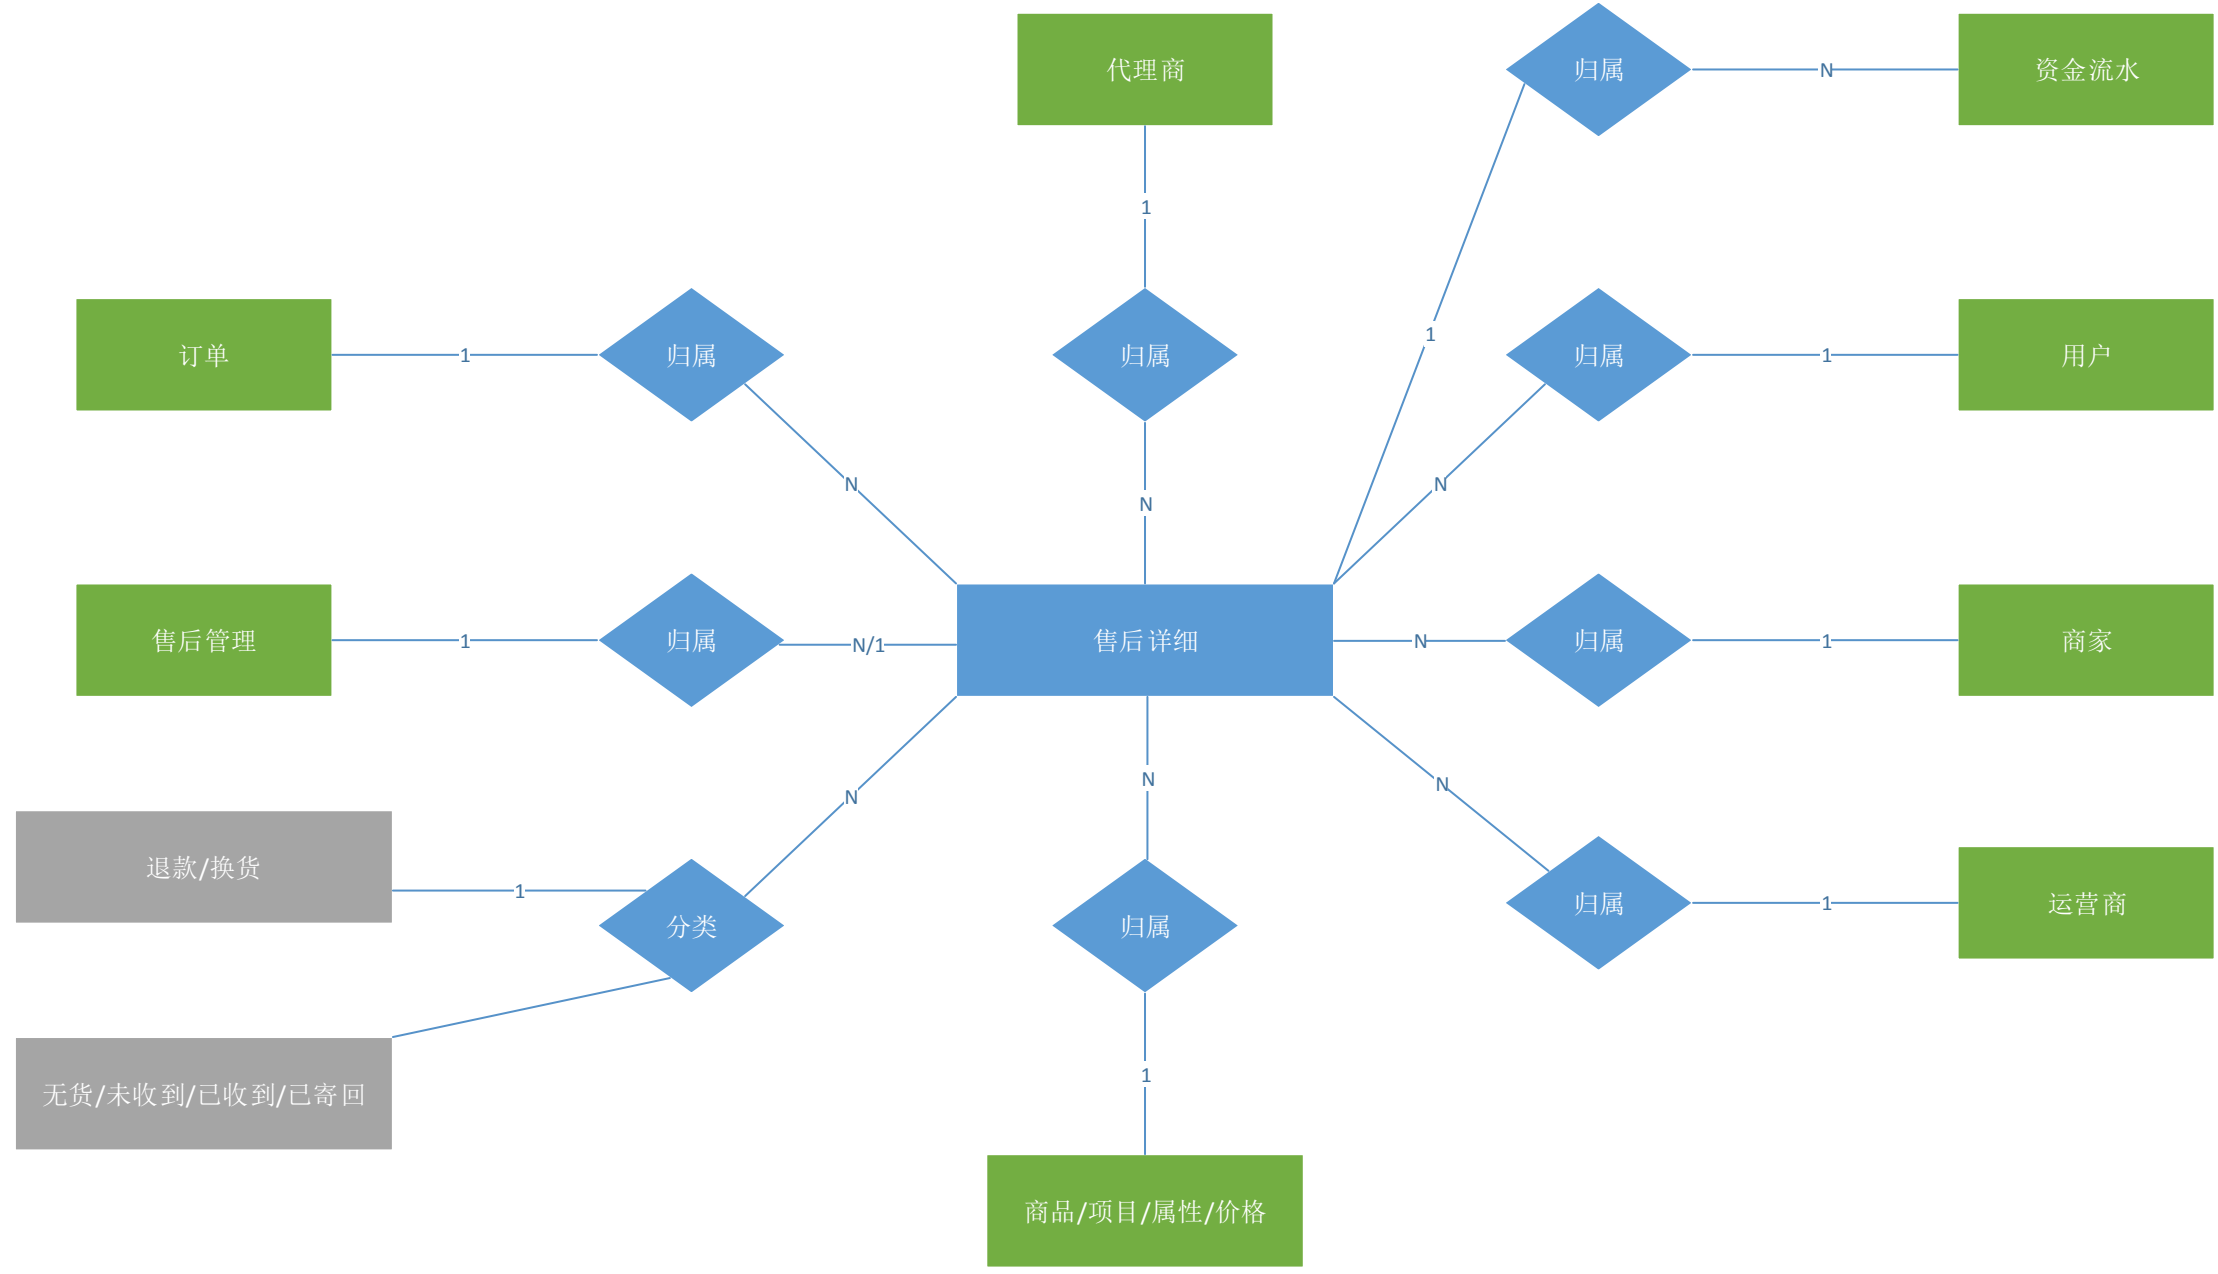 代理商
归属
N
资金流水
1
1
订单
1
归属
归属
归属
1
用户
N
N
N
售后管理
1
归属
N/1
售后详细
N
归属
1
商家
N
N
N
退款/换货
1
分类
归属
归属
1
运营商
无货/未收到/已收到/已寄回
1
商品/项目/属性/价格